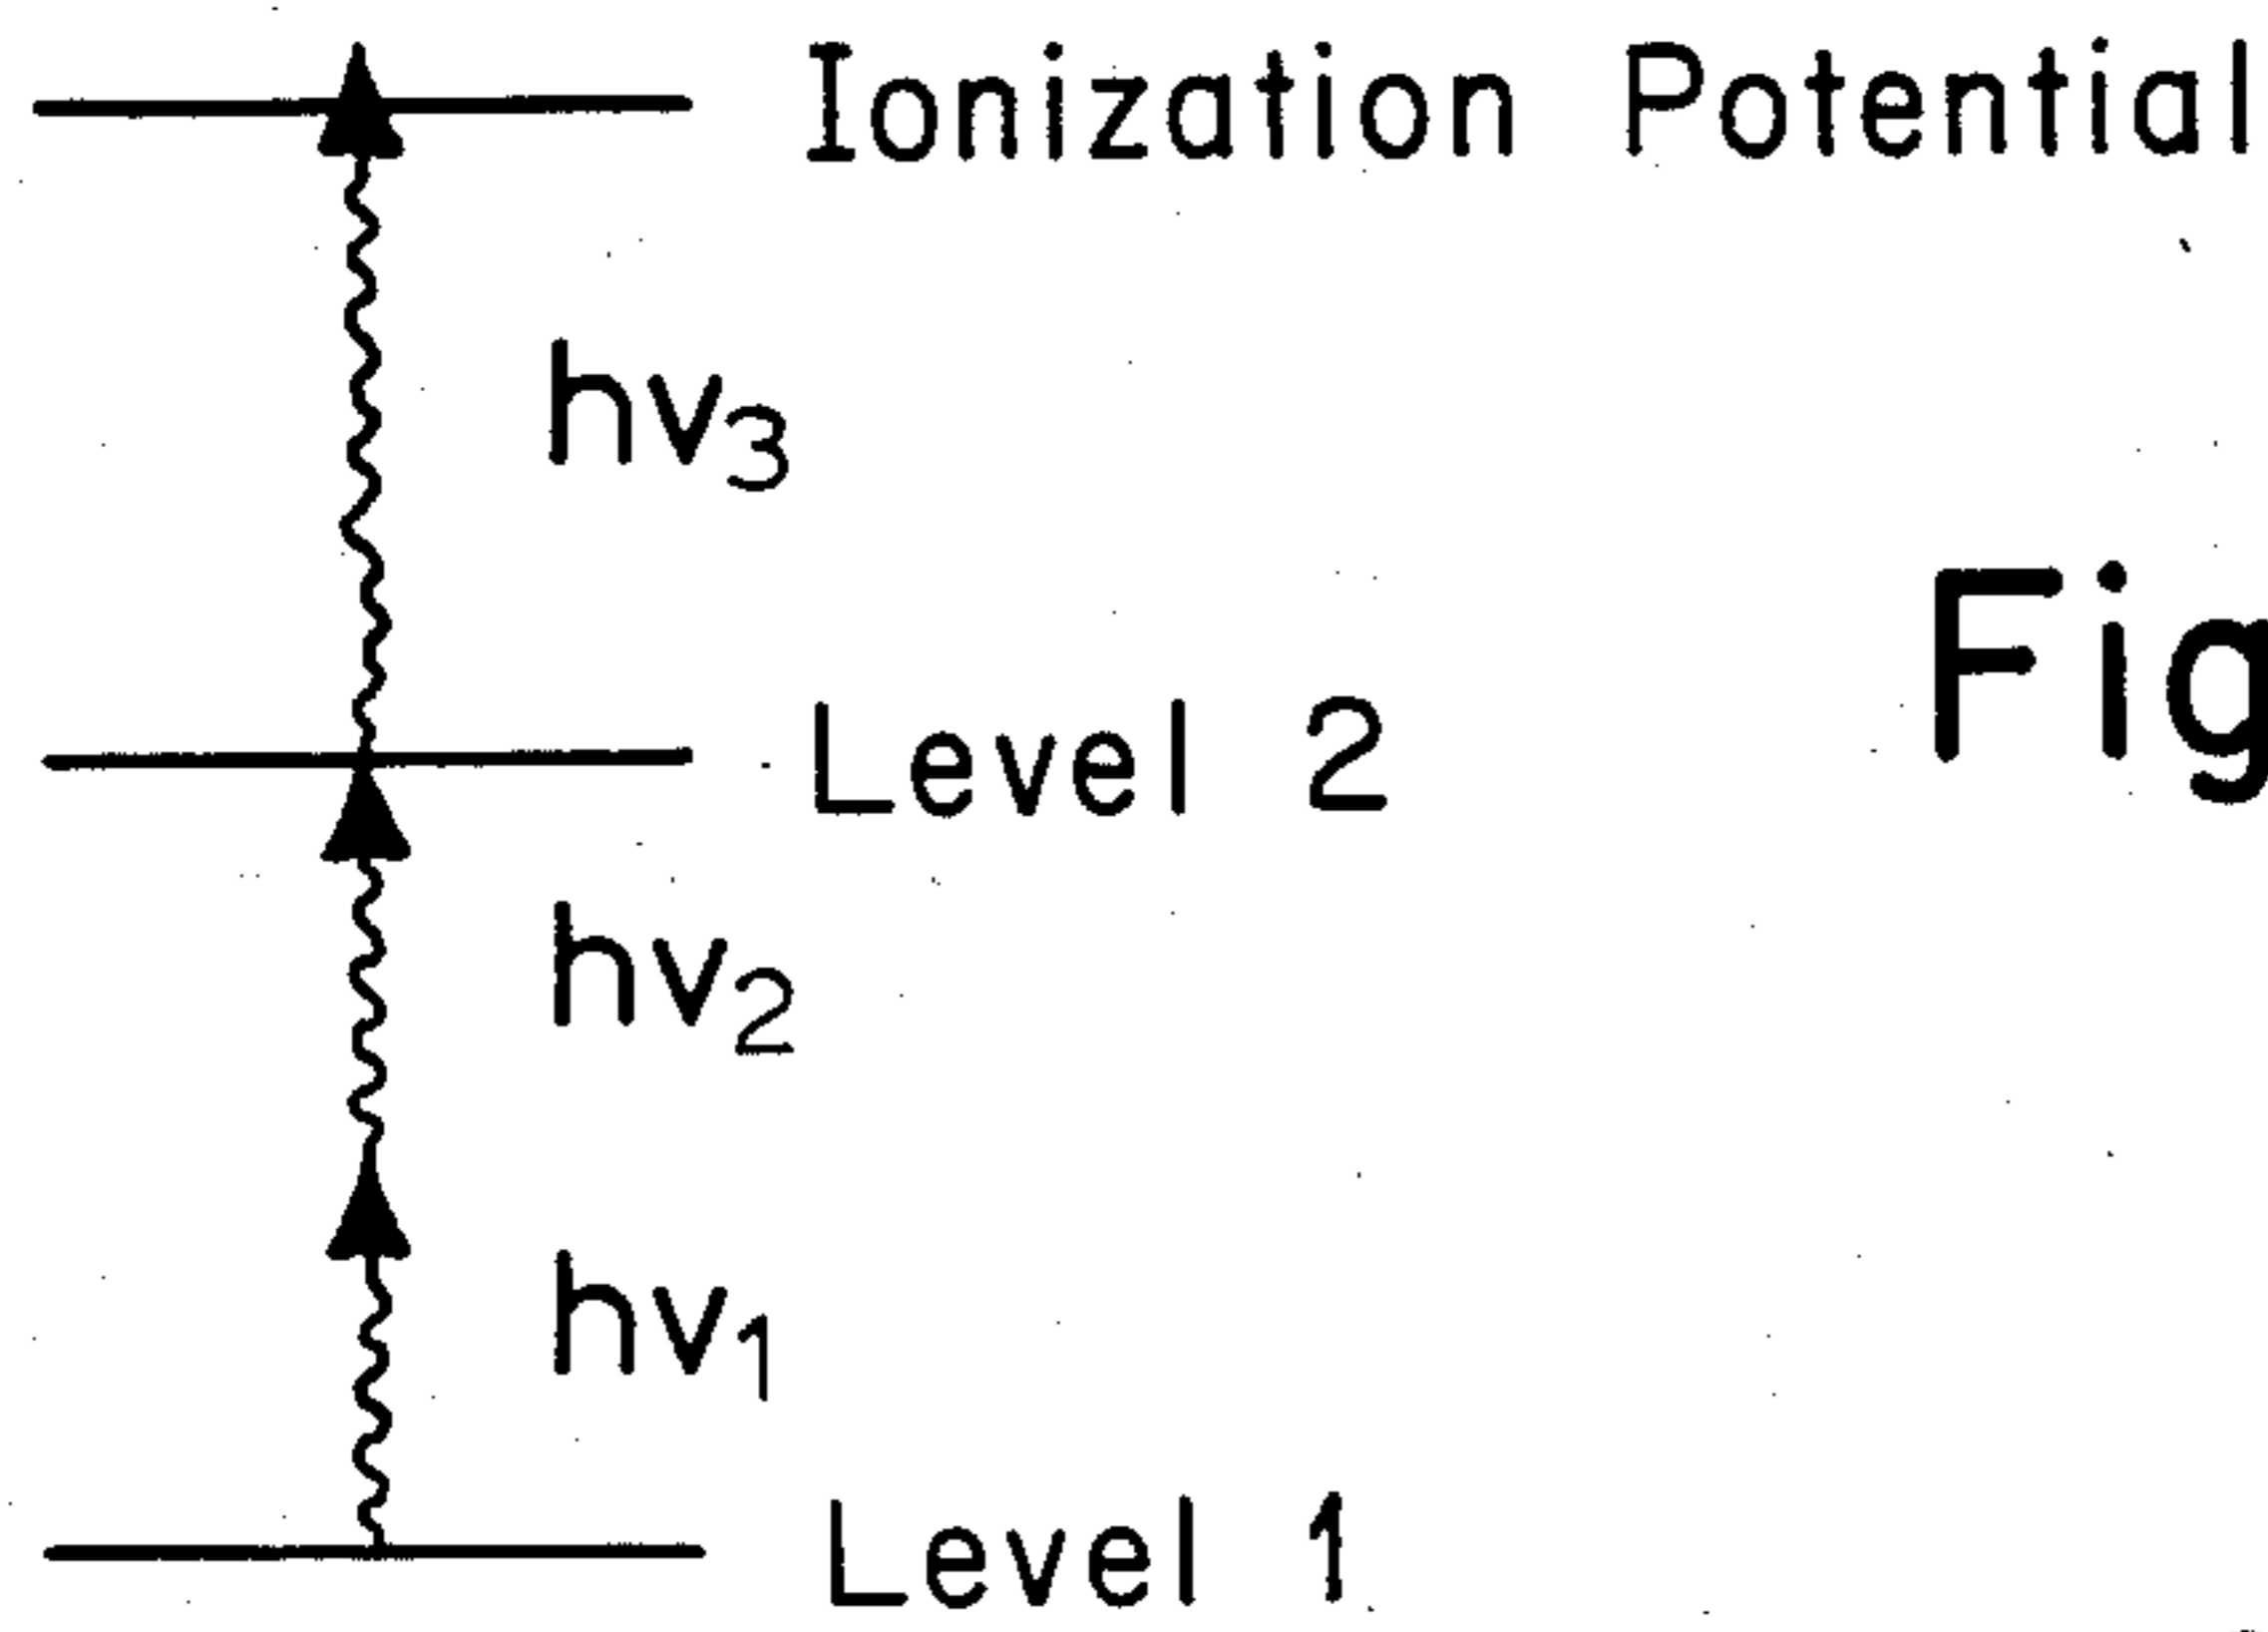 Ionization Potential
hv3
Fig
Level 2
hv2
hv1
Level 1